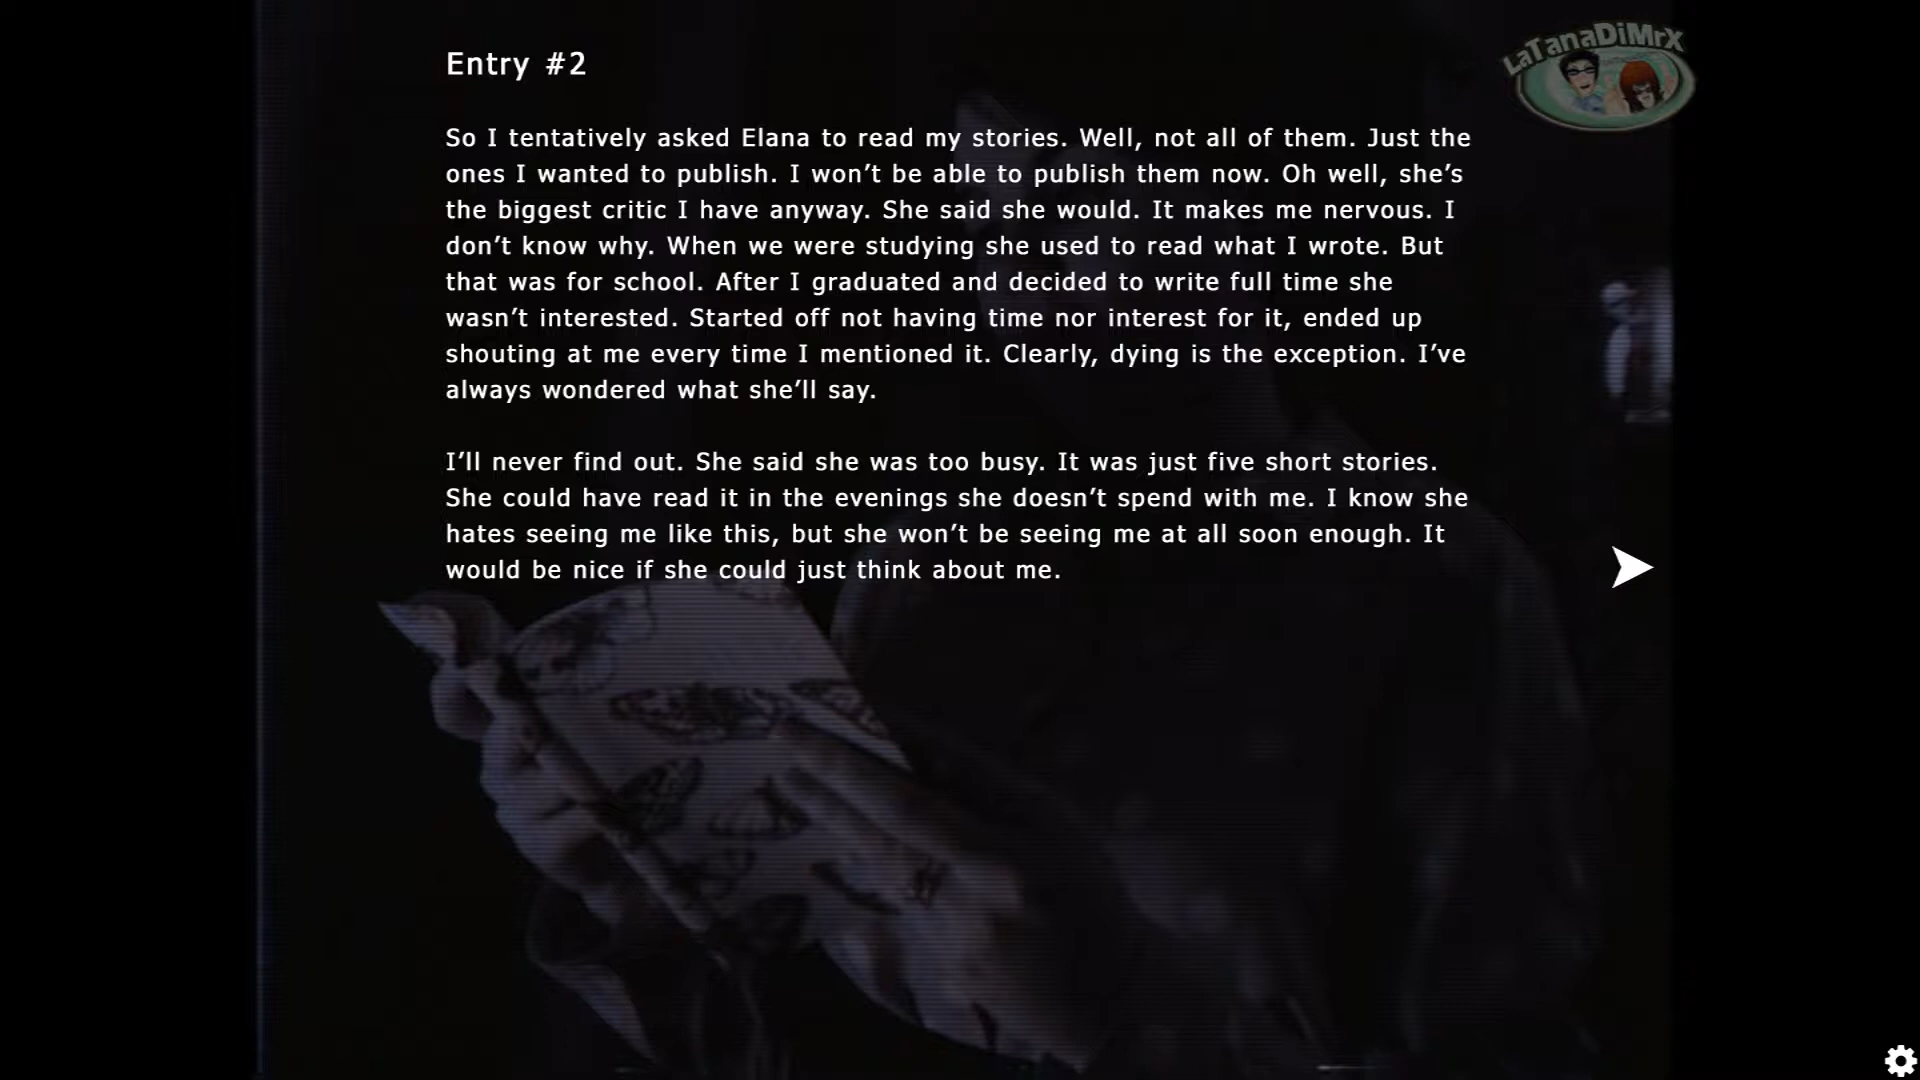 LaTanaDiMrX
Entry #2
So I tentatively asked Elana to read my stories. Well, not all of them. Just the
ones I wanted to publish. I won’t be able to publish them now. Oh well, she’s
the biggest critic I have anyway. She said she would. It makes me nervous. I
don’t know why. When we were studying she used to read what I wrote. But
that was for school. After I graduated and decided to write full time she
wasn’t interested. Started off not having time nor interest for it, ended up
shouting at me every time I mentioned it. Clearly, dying is the exception. I’ve
always wondered what she’ll say.
I’ll never find out. She said she was too busy. It was just five short stories.
She could have read it in the evenings she doesn’t spend with me. I know she
hates seeing me like this, but she won’t be seeing me at all soon enough. It
would be nice if she could just think about me.